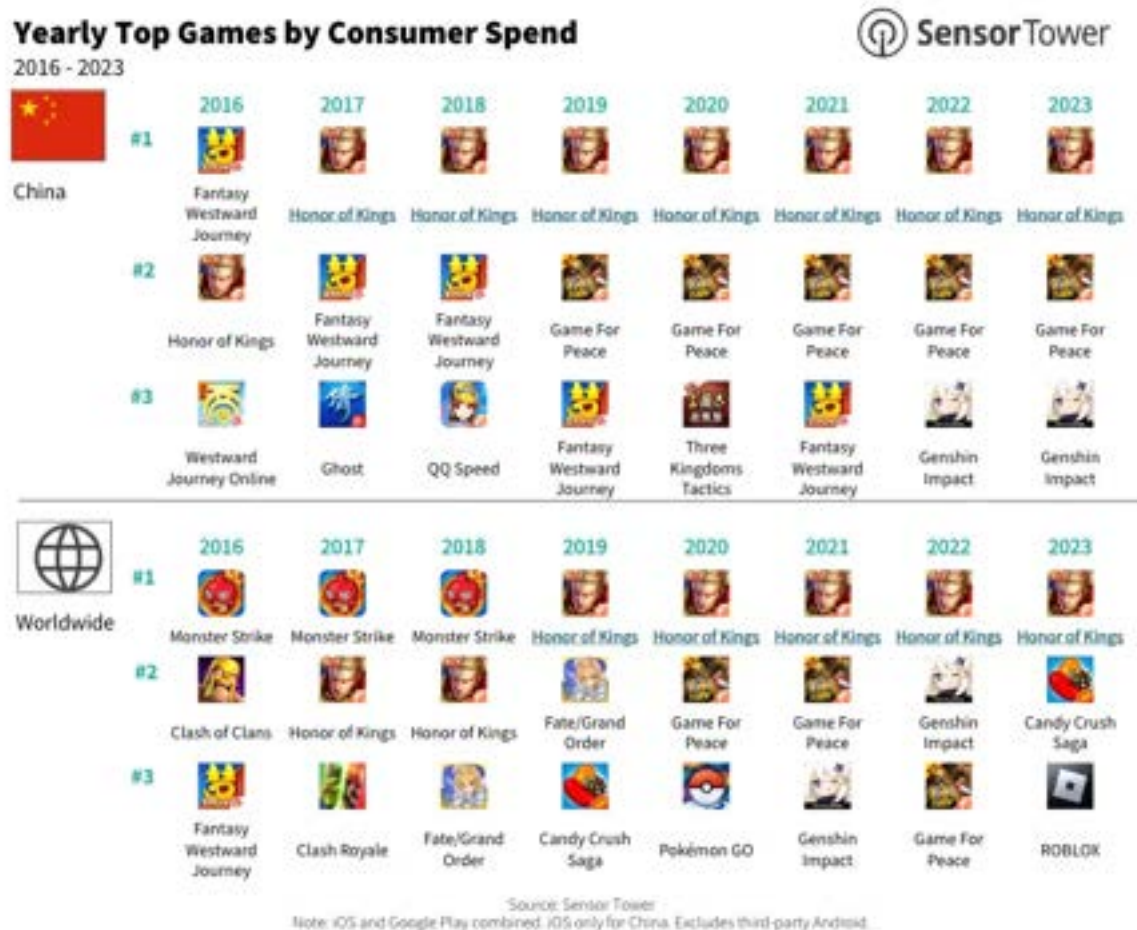 Yearly Top Games by Consumer Spend
SensorTower
2016 - 2023
China
2016 2017 2018 2019 2020 2021 2022 2023
#1
Fantasy Westward Journey
Honor of Kings
Honor of Kings
Honor of Kings
Honor of Kings
Honor of Kings
Honor of Kings
Honor of Kings
#2
Honor of Kings
Fantasy Westward Journey
Fantasy Westward Journey
Game For Peace
Game For Peace
Game For Peace
Game For Peace
Game For Peace
#3
Westward Journey Online
Ghost
QQ Speed
Fantasy Westward Journey
Three Kingdoms Tactics
Fantasy Westward Journey
Genshin Impact
Genshin Impact
Worldwide
2016 2017 2018 2019 2020 2021 2022 2023
#1
Monster Strike
Monster Strike
Monster Strike
Honor of Kings
Honor of Kings
Honor of Kings
Honor of Kings
Honor of Kings
#2
Clash of Clans
Honor of Kings
Honor of Kings
Fate/Grand Order
Game For Peace
Game For Peace
Genshin Impact
Candy Crush Saga
#3
Fantasy Westward Journey
Clash Royale
Fate/Grand Order
Candy Crush Saga
Pokémon GO
Genshin Impact
Game For Peace
ROBLOX
Source: Sensor Tower
Note: iOS and Google Play combined. iOS only for China. Excludes third-party Android.